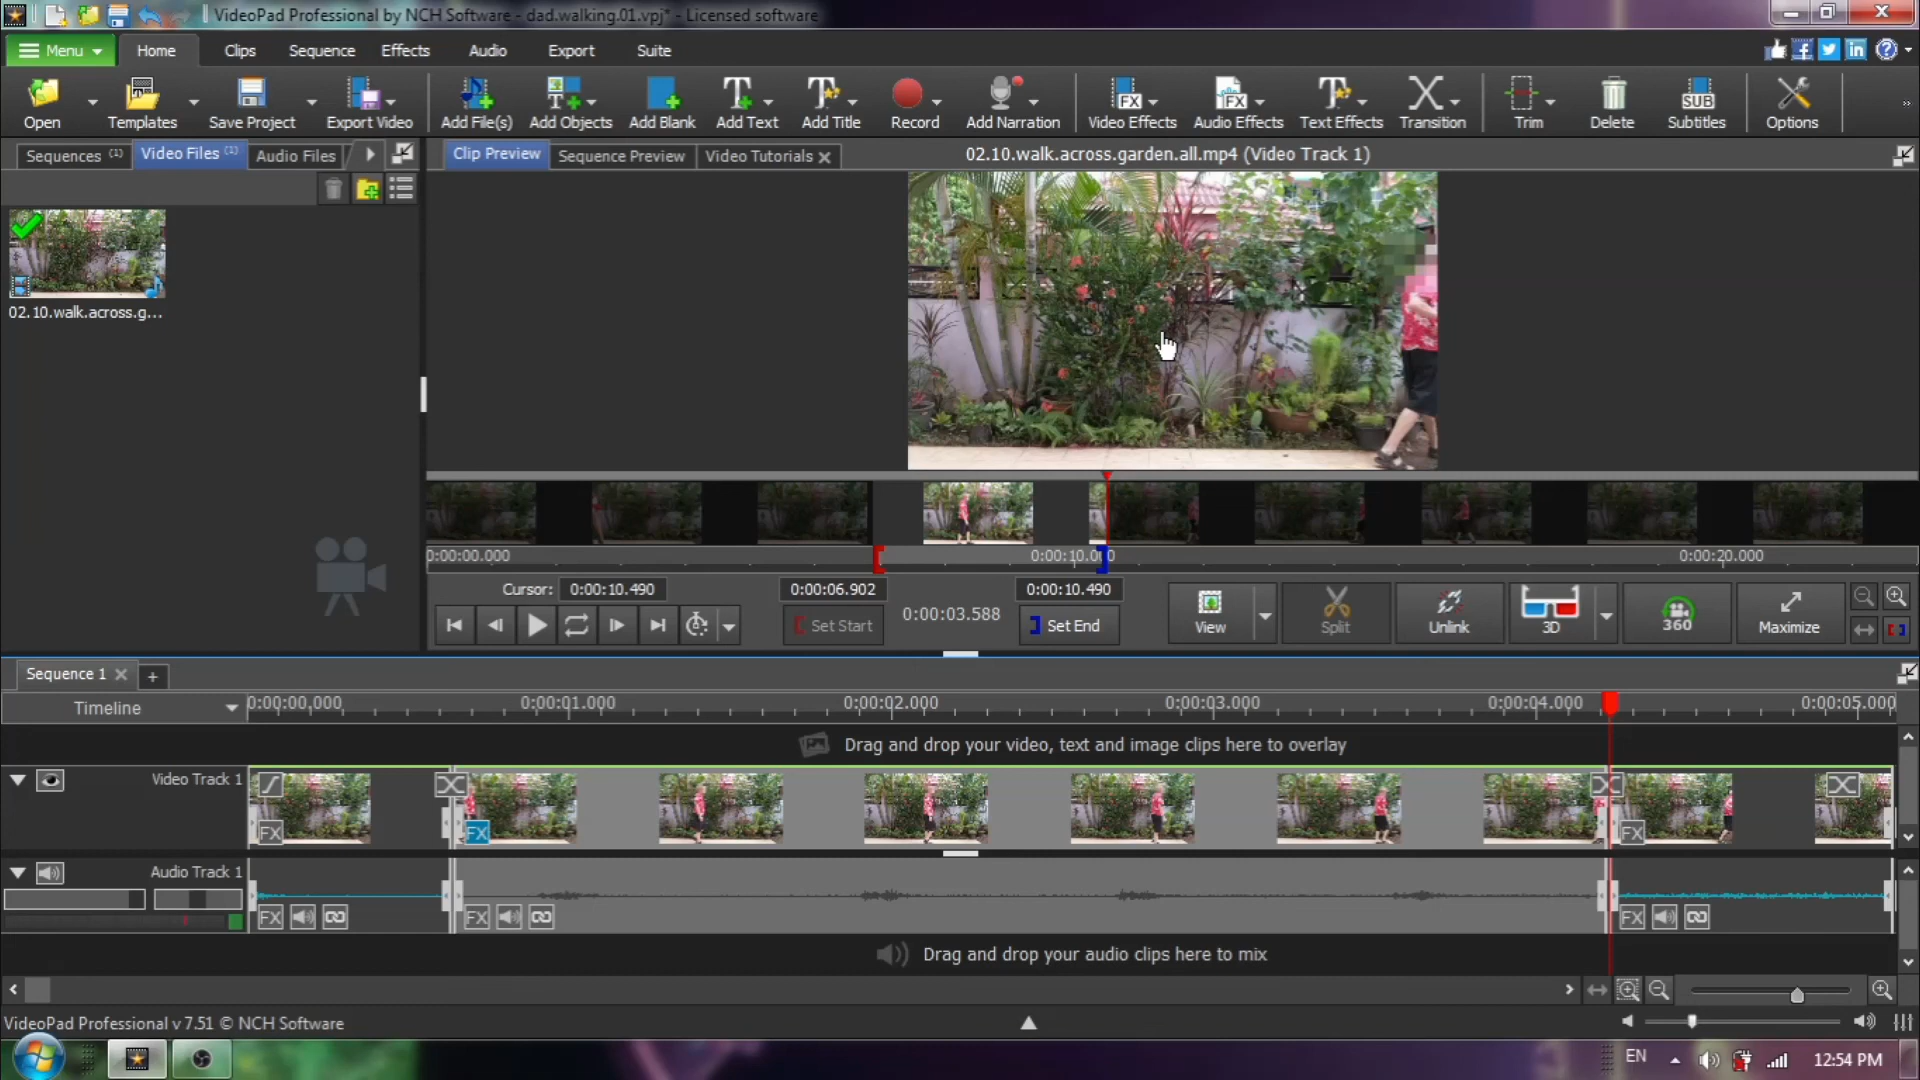 VideoPad Professional by NCH Software - dad.walking.01.vpj* - Licensed software
Menu Home Clips Sequence Effects Audio Export Suite
Open Templates Save Project Export Video Add File(s) Add Objects Add Blank Add Text Add Title Record Add Narration Video Effects Audio Effects Text Effects Transition Trim Delete Subtitles Options
Sequences (1) Video Files (1) Audio Files
Clip Preview Sequence Preview Video Tutorials
02.10.walk.across.garden.all.mp4 (Video Track 1)
02.10.walk.across.g...
0:00:00.000 0:00:10.000 0:00:20.000
Cursor: 0:00:10.490 0:00:06.902 0:00:03.588 0:00:10.490
Set Start Set End
View Split Unlink 3D 360 Maximize
Sequence 1
Timeline
0:00:00,000 0:00:01.000 0:00:02.000 0:00:03.000 0:00:04.000 0:00:05.000
Drag and drop your video, text and image clips here to overlay
Video Track 1
FX FX FX
Audio Track 1
FX FX FX
Drag and drop your audio clips here to mix
VideoPad Professional v 7.51 © NCH Software
EN 12:54 PM